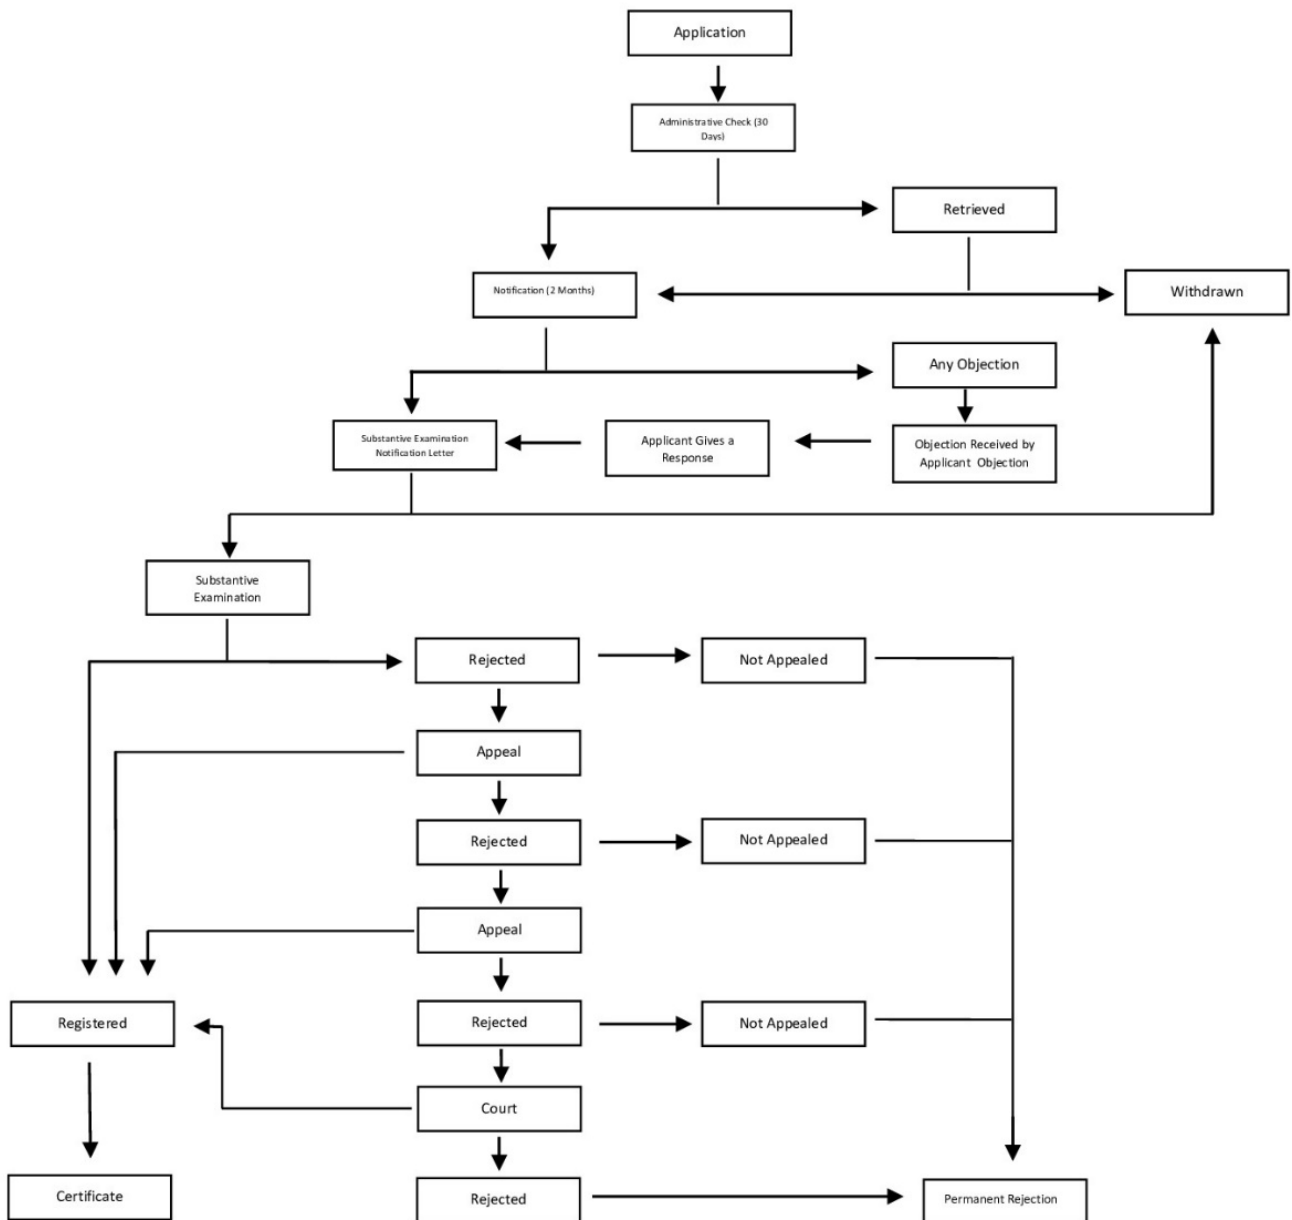 Application
Administrative Check (30
Days)
Retrieved
Notification (2 Months)
Withdrawn
Any Objection
Substantive Examination
Notification Letter
Applicant Gives a
Response
Objection Received by
Applicant Objection
Substantive
Examination
Rejected
Not Appealed
Appeal
Rejected
Not Appealed
Appeal
Registered
Rejected
Not Appealed
Court
Certificate
Rejected
Permanent Rejection